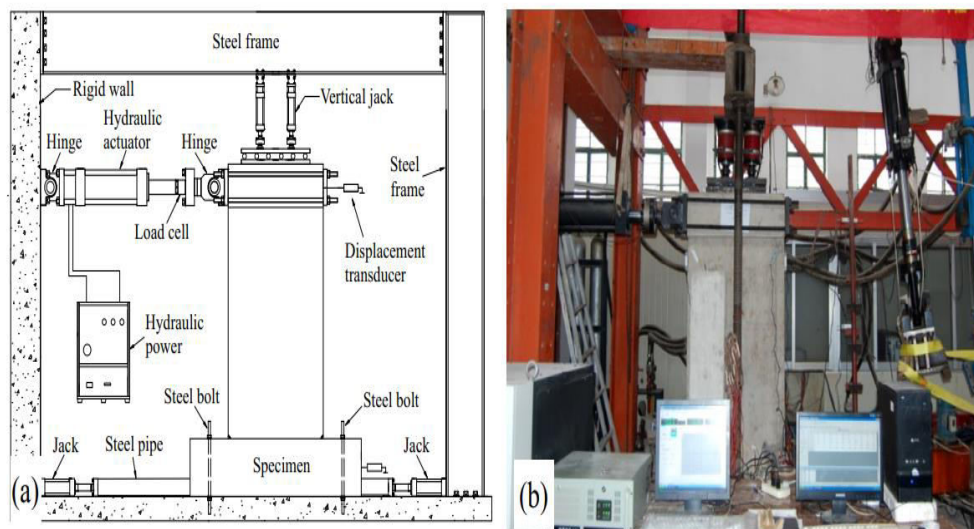 Steel frame
Rigid wall
Vertical jack
Hydraulic
actuator
Hinge
Hinge
Steel
frame
Load cell
Displacement
transducer
Hydraulic
power
Steel bolt
Steel bolt
Jack
Steel pipe
Specimen
Jack
(a)
(b)